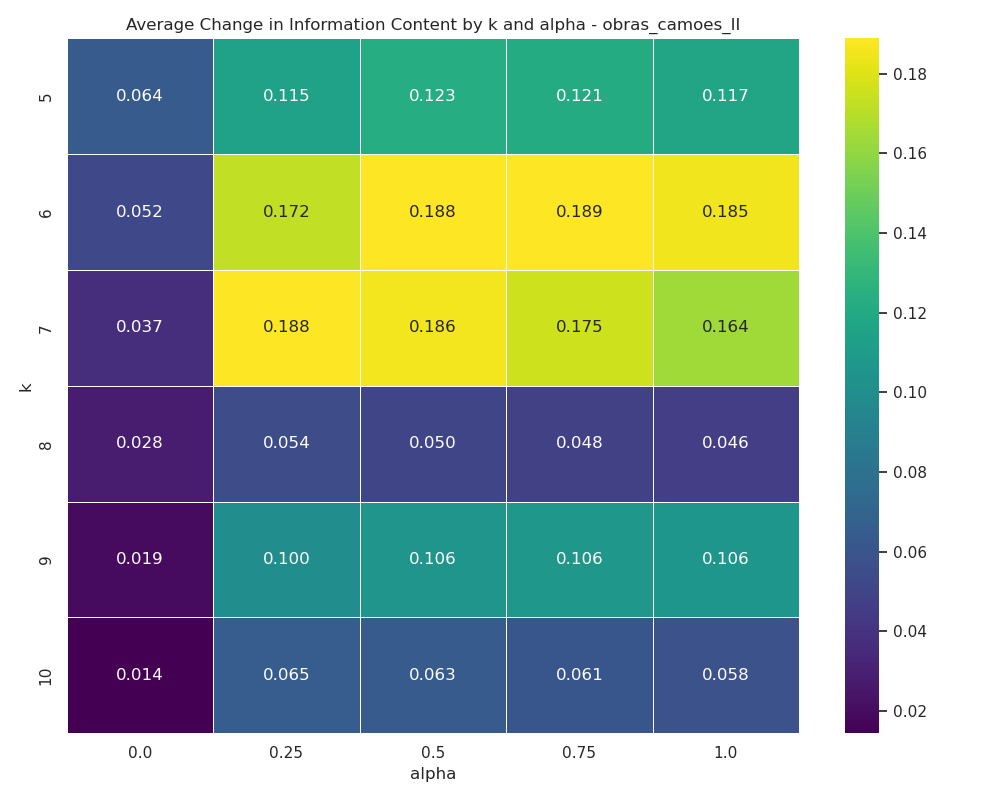 Average Change in Information Content by k and alpha - obras_camoes_II
5 0.064 0.115 0.123 0.121 0.117
6 0.052 0.172 0.188 0.189 0.185
7 0.037 0.188 0.186 0.175 0.164
k
8 0.028 0.054 0.050 0.048 0.046
9 0.019 0.100 0.106 0.106 0.106
10 0.014 0.065 0.063 0.061 0.058
0.0 0.25 0.5 0.75 1.0
alpha
0.18
0.16
0.14
0.12
0.10
0.08
0.06
0.04
0.02